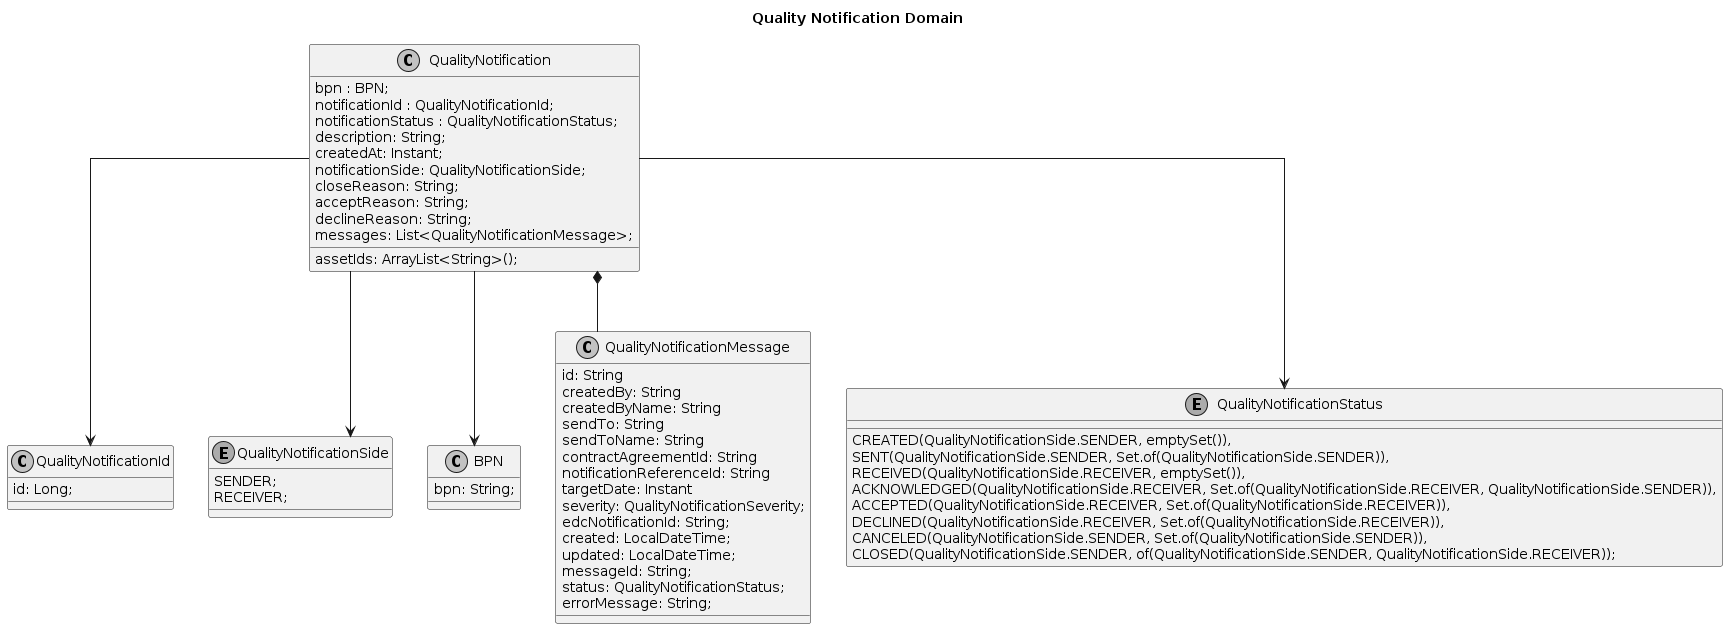 Quality Notification Domain
C QualityNotification
bpn : BPN;
notificationId : QualityNotificationId;
notificationStatus : QualityNotificationStatus;
description: String;
createdAt: Instant;
notificationSide: QualityNotificationSide;
closeReason: String;
acceptReason: String;
declineReason: String;
messages: List<QualityNotificationMessage>;
assetIds: ArrayList<String>();
C QualityNotificationId
id: Long;
E QualityNotificationSide
SENDER;
RECEIVER;
C BPN
bpn: String;
C QualityNotificationMessage
id: String
createdBy: String
createdByName: String
sendTo: String
sendToName: String
contractAgreementId: String
notificationReferenceId: String
targetDate: Instant
severity: QualityNotificationSeverity;
edcNotificationId: String;
created: LocalDateTime;
updated: LocalDateTime;
messageId: String;
status: QualityNotificationStatus;
errorMessage: String;
E QualityNotificationStatus
CREATED(QualityNotificationSide.SENDER, emptySet()),
SENT(QualityNotificationSide.SENDER, Set.of(QualityNotificationSide.SENDER)),
RECEIVED(QualityNotificationSide.RECEIVER, emptySet()),
ACKNOWLEDGED(QualityNotificationSide.RECEIVER, Set.of(QualityNotificationSide.RECEIVER, QualityNotificationSide.SENDER)),
ACCEPTED(QualityNotificationSide.RECEIVER, Set.of(QualityNotificationSide.RECEIVER)),
DECLINED(QualityNotificationSide.RECEIVER, Set.of(QualityNotificationSide.RECEIVER)),
CANCELED(QualityNotificationSide.SENDER, Set.of(QualityNotificationSide.SENDER)),
CLOSED(QualityNotificationSide.SENDER, of(QualityNotificationSide.SENDER, QualityNotificationSide.RECEIVER));